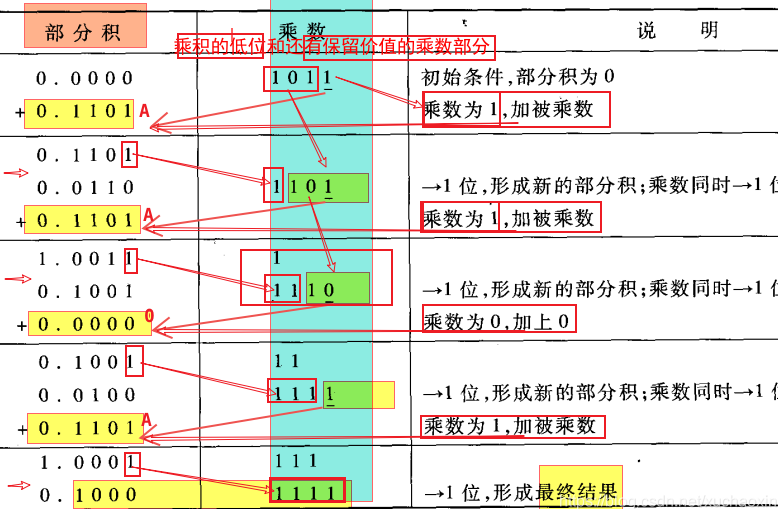 部分积 乘数 说 明
乘积的低位和还有保留价值的乘数部分
0.0000 1011 初始条件,部分积为0
+ 0.1101 A 乘数为1,加被乘数
0.1101
0.0110 1101 →1位,形成新的部分积;乘数同时→1位
+ 0.1101 A 乘数为1,加被乘数
1.0011 1
0.1001 1110 →1位,形成新的部分积;乘数同时→1位
+ 0.0000 0 乘数为0,加上0
0.1001 11
0.0100 1111 →1位,形成新的部分积;乘数同时→1位
+ 0.1101 A 乘数为1,加被乘数
1.0001 111
0.1000 1111 →1位,形成最终结果